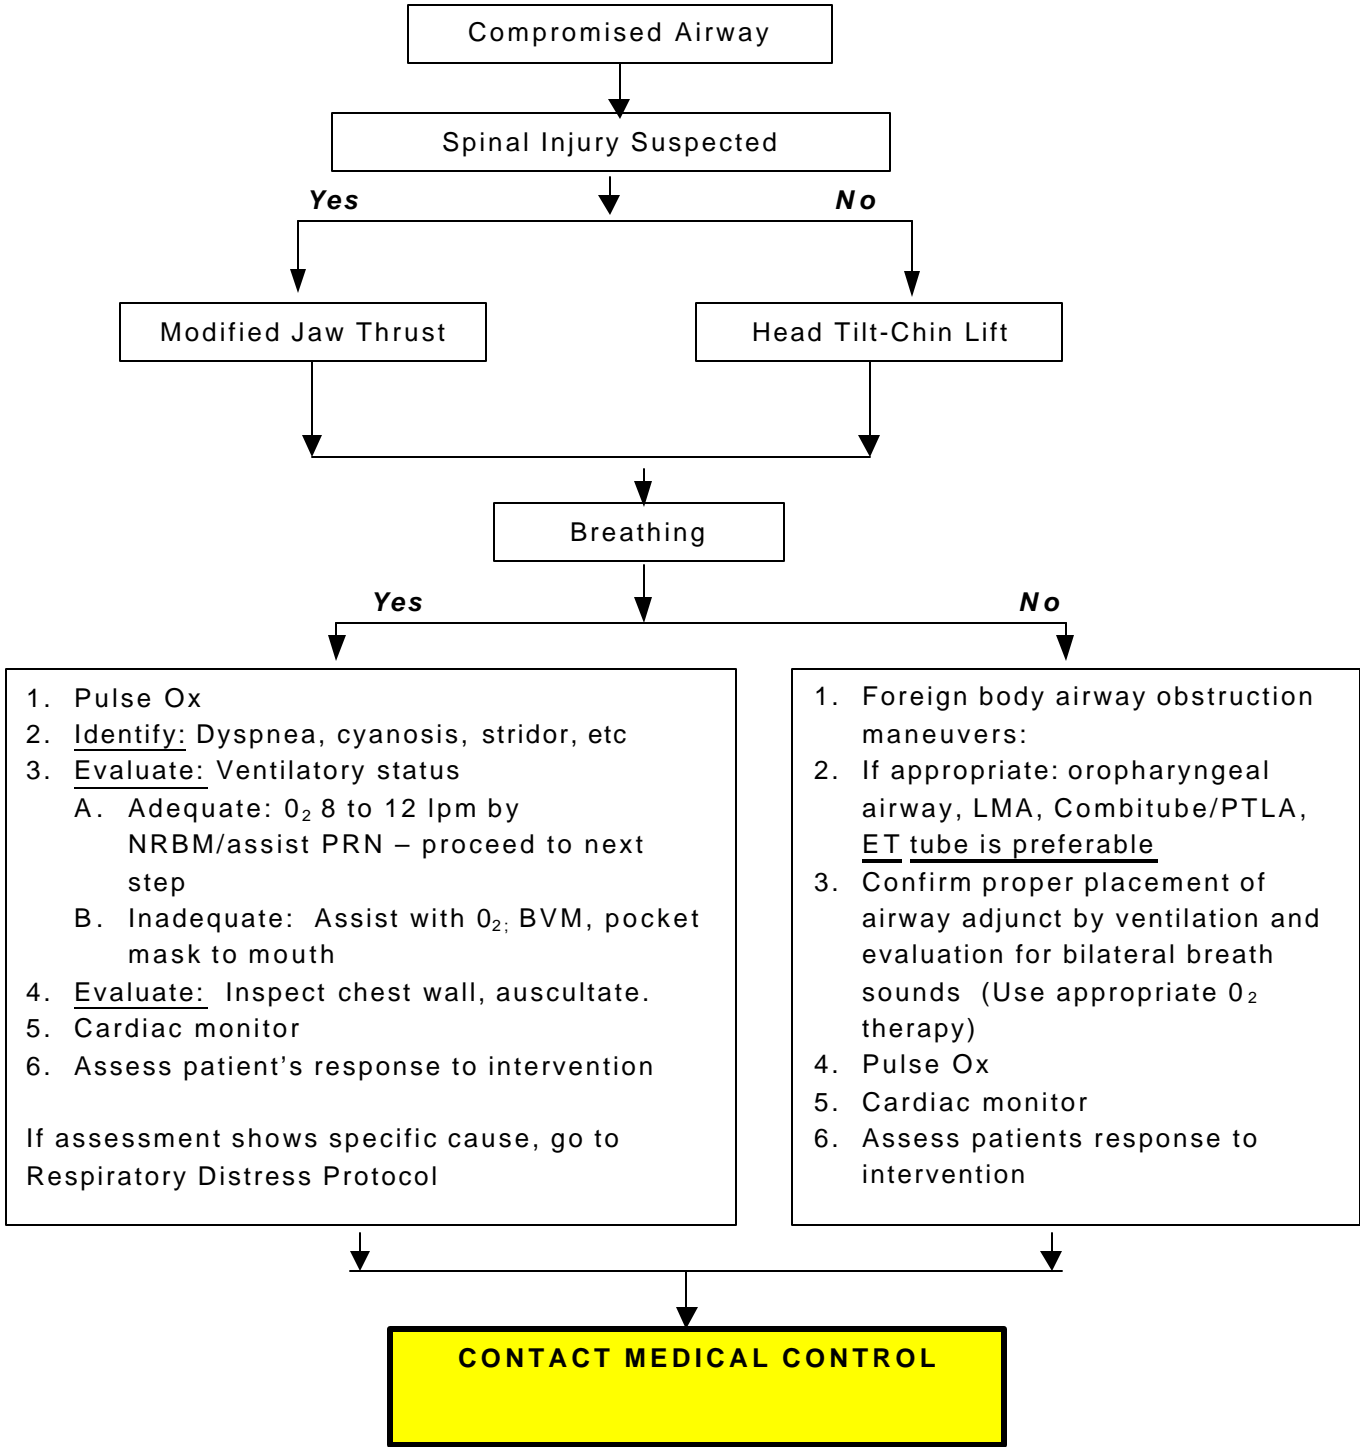 Compromised Airway
Spinal Injury Suspected
Yes
No
Modified Jaw Thrust
Head Tilt-Chin Lift
Breathing
Yes
No
1. Pulse Ox
2. Identify: Dyspnea, cyanosis, stridor, etc
3. Evaluate: Ventilatory status
A. Adequate: 0₂ 8 to 12 lpm by
NRBM/assist PRN – proceed to next
step
B. Inadequate: Assist with 0₂; BVM, pocket
mask to mouth
4. Evaluate: Inspect chest wall, auscultate.
5. Cardiac monitor
6. Assess patient’s response to intervention
If assessment shows specific cause, go to
Respiratory Distress Protocol
1. Foreign body airway obstruction
maneuvers:
2. If appropriate: oropharyngeal
airway, LMA, Combitube/PTLA,
ET tube is preferable
3. Confirm proper placement of
airway adjunct by ventilation and
evaluation for bilateral breath
sounds (Use appropriate 0₂
therapy)
4. Pulse Ox
5. Cardiac monitor
6. Assess patients response to
intervention
CONTACT MEDICAL CONTROL